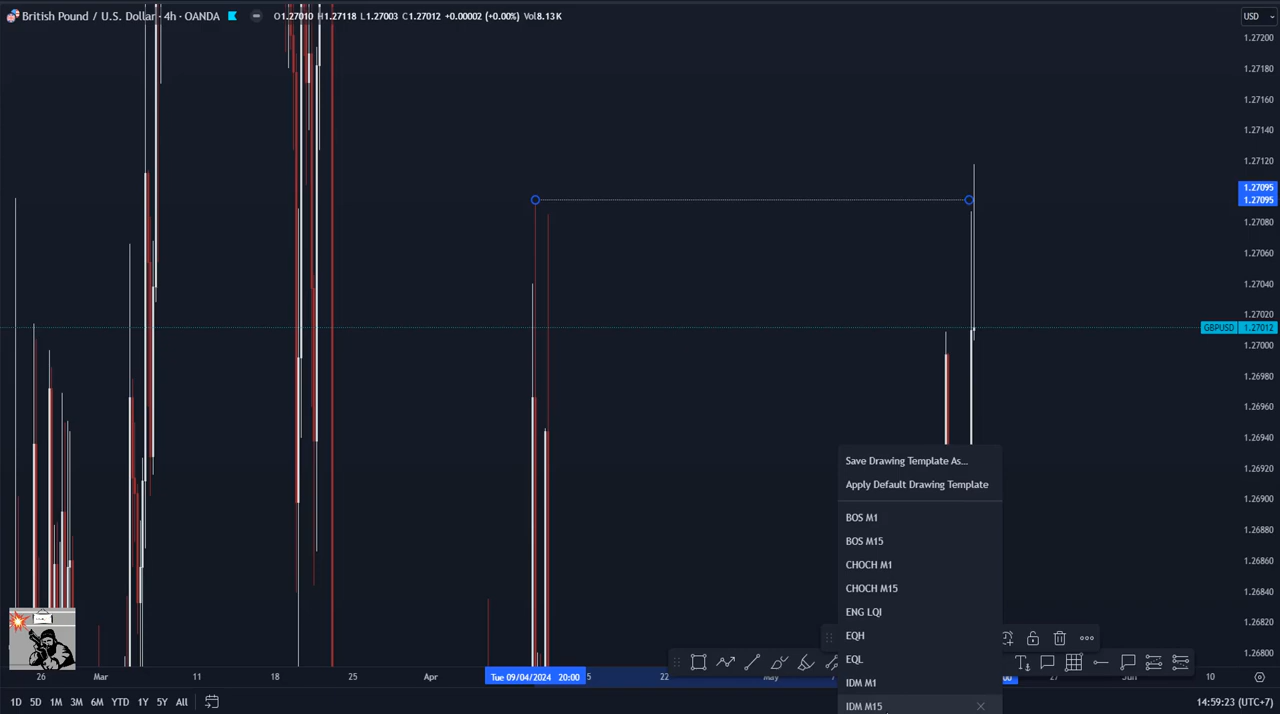 British Pound / U.S. Dollar · 4h · OANDA O1.27010 H1.27118 L1.27003 C1.27012 +0.00002 (+0.00%) Vol8.13K
USD
1.27200
1.27180
1.27160
1.27140
1.27120
1.27095
1.27095
1.27080
1.27060
1.27040
1.27020
GBPUSD 1.27012
1.27000
1.26980
1.26960
1.26940
1.26920
1.26900
1.26880
1.26860
1.26840
1.26820
1.26800
Save Drawing Template As...
Apply Default Drawing Template
BOS M1
BOS M15
CHOCH M1
CHOCH M15
ENG LQI
EQH
EQL
IDM M1
IDM M15
26 Mar 11 18 25 Apr Tue 09/04/2024 20:00 5 22 May :00 27 Jun 10
1D 5D 1M 3M 6M YTD 1Y 5Y All
14:59:23 (UTC+7)